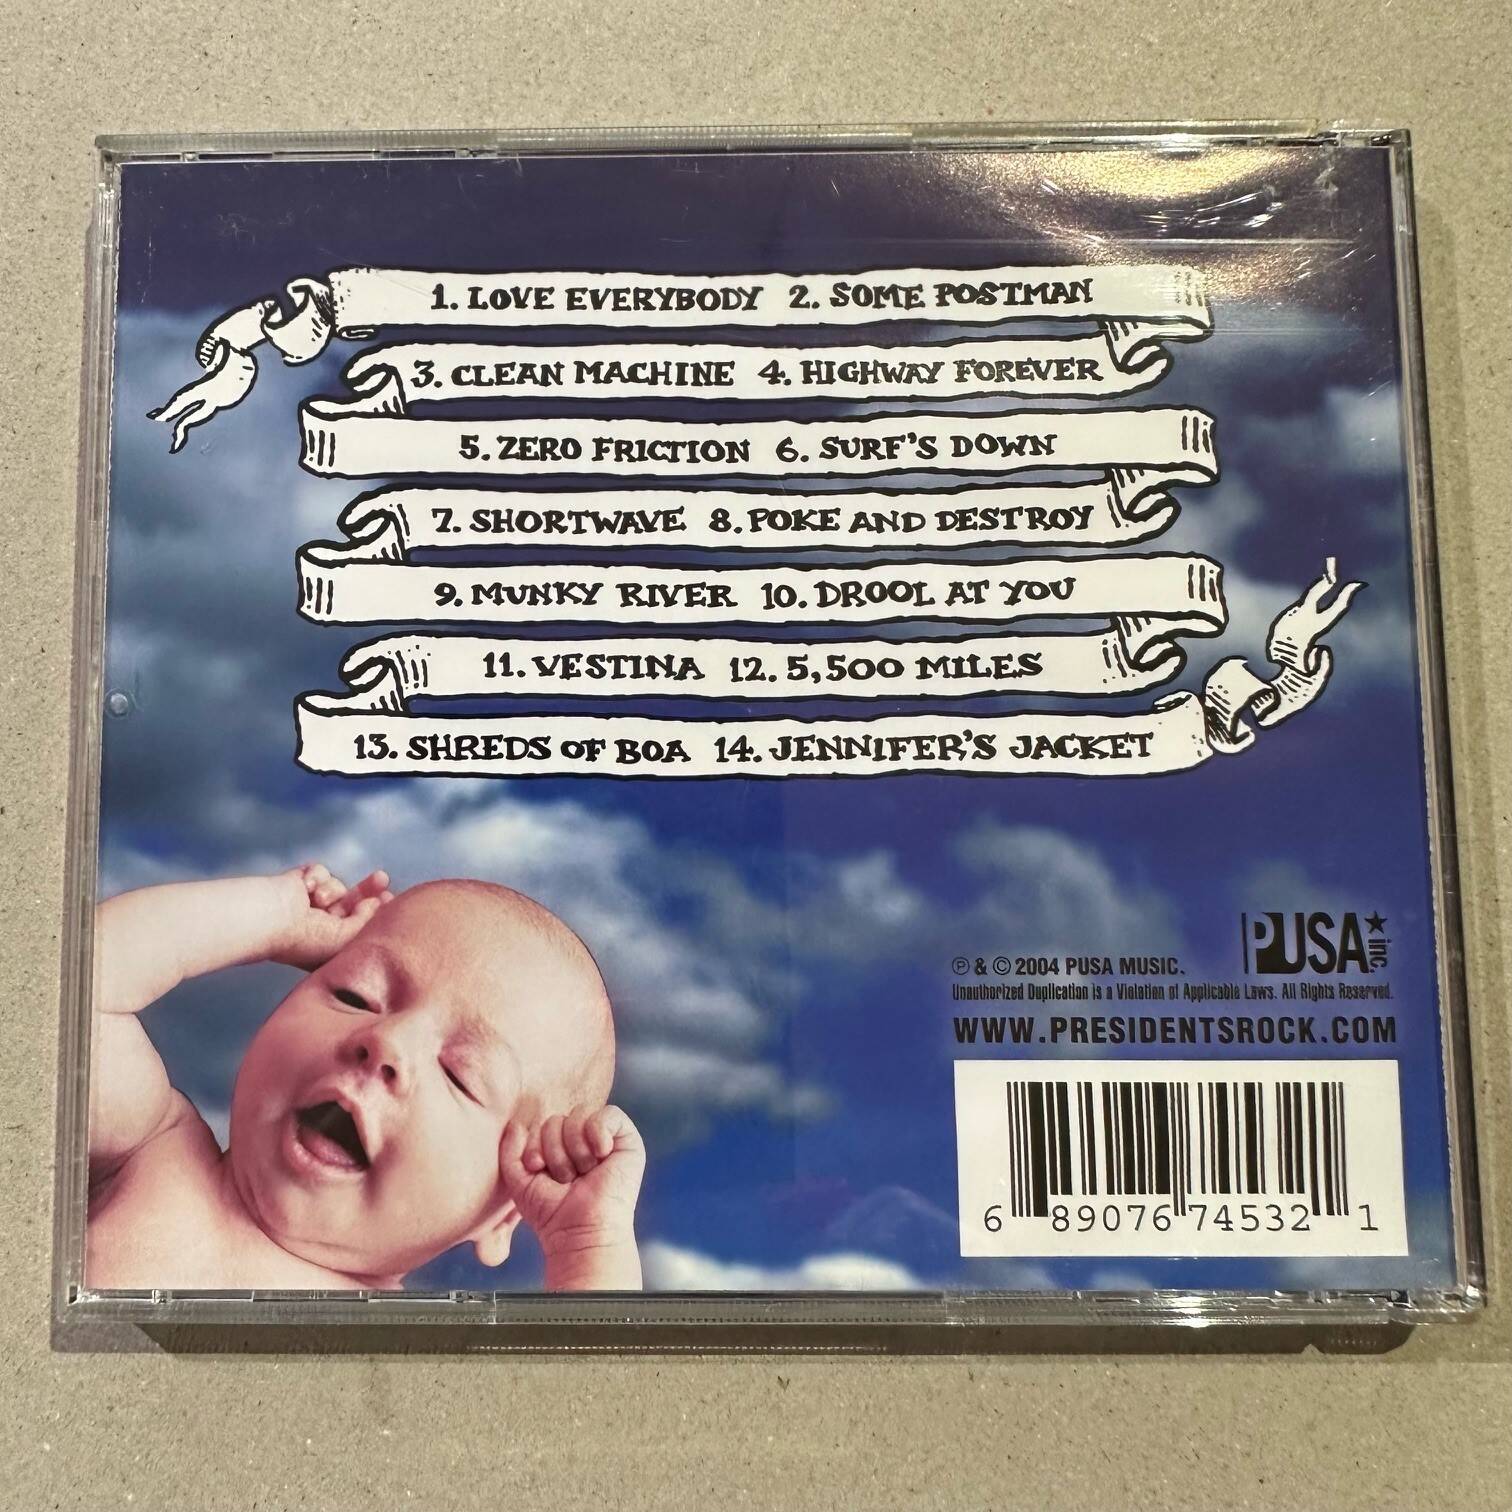 1. LOVE EVERYBODY 2. SOME POSTMAN
3. CLEAN MACHINE 4. HIGHWAY FOREVER
5. ZERO FRICTION 6. SURF'S DOWN
7. SHORTWAVE 8. POKE AND DESTROY
9. MUNKY RIVER 10. DROOL AT YOU
11. VESTINA 12. 5,500 MILES
13. SHREDS OF BOA 14. JENNIFER'S JACKET
PUSA★inc.
℗ & © 2004 PUSA MUSIC.
Unauthorized Duplication is a Violation of Applicable Laws. All Rights Reserved.
WWW.PRESIDENTSROCK.COM
6 89076 74532 1